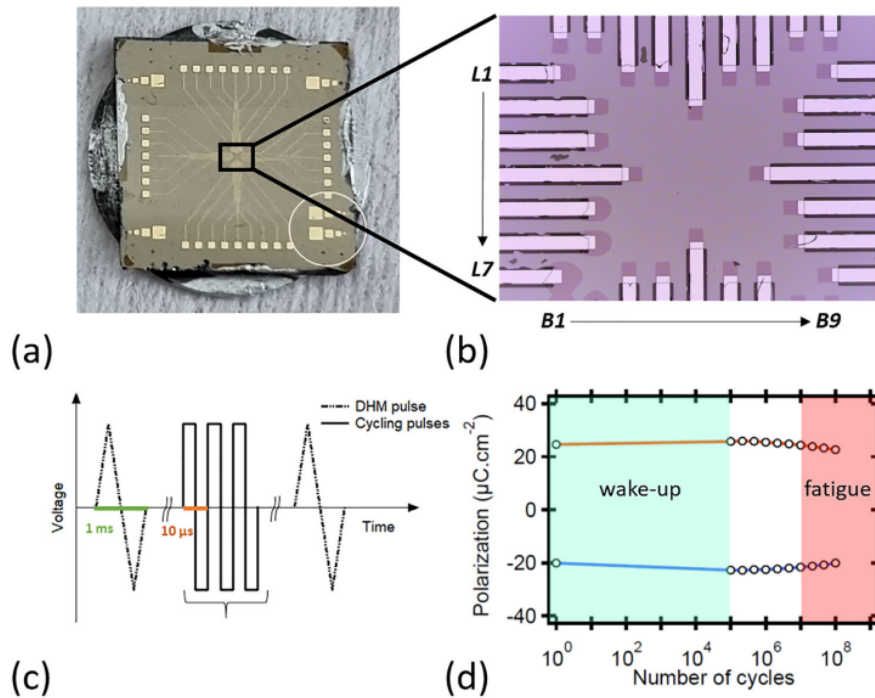 L1
L7
B1
B9
(a)
(b)
DHM pulse
Cycling pulses
Voltage
Time
1 ms
10 µs
(c)
Polarization (µC.cm⁻²)
40
20
0
-20
-40
wake-up
fatigue
10⁰
10²
10⁴
10⁶
10⁸
Number of cycles
(d)